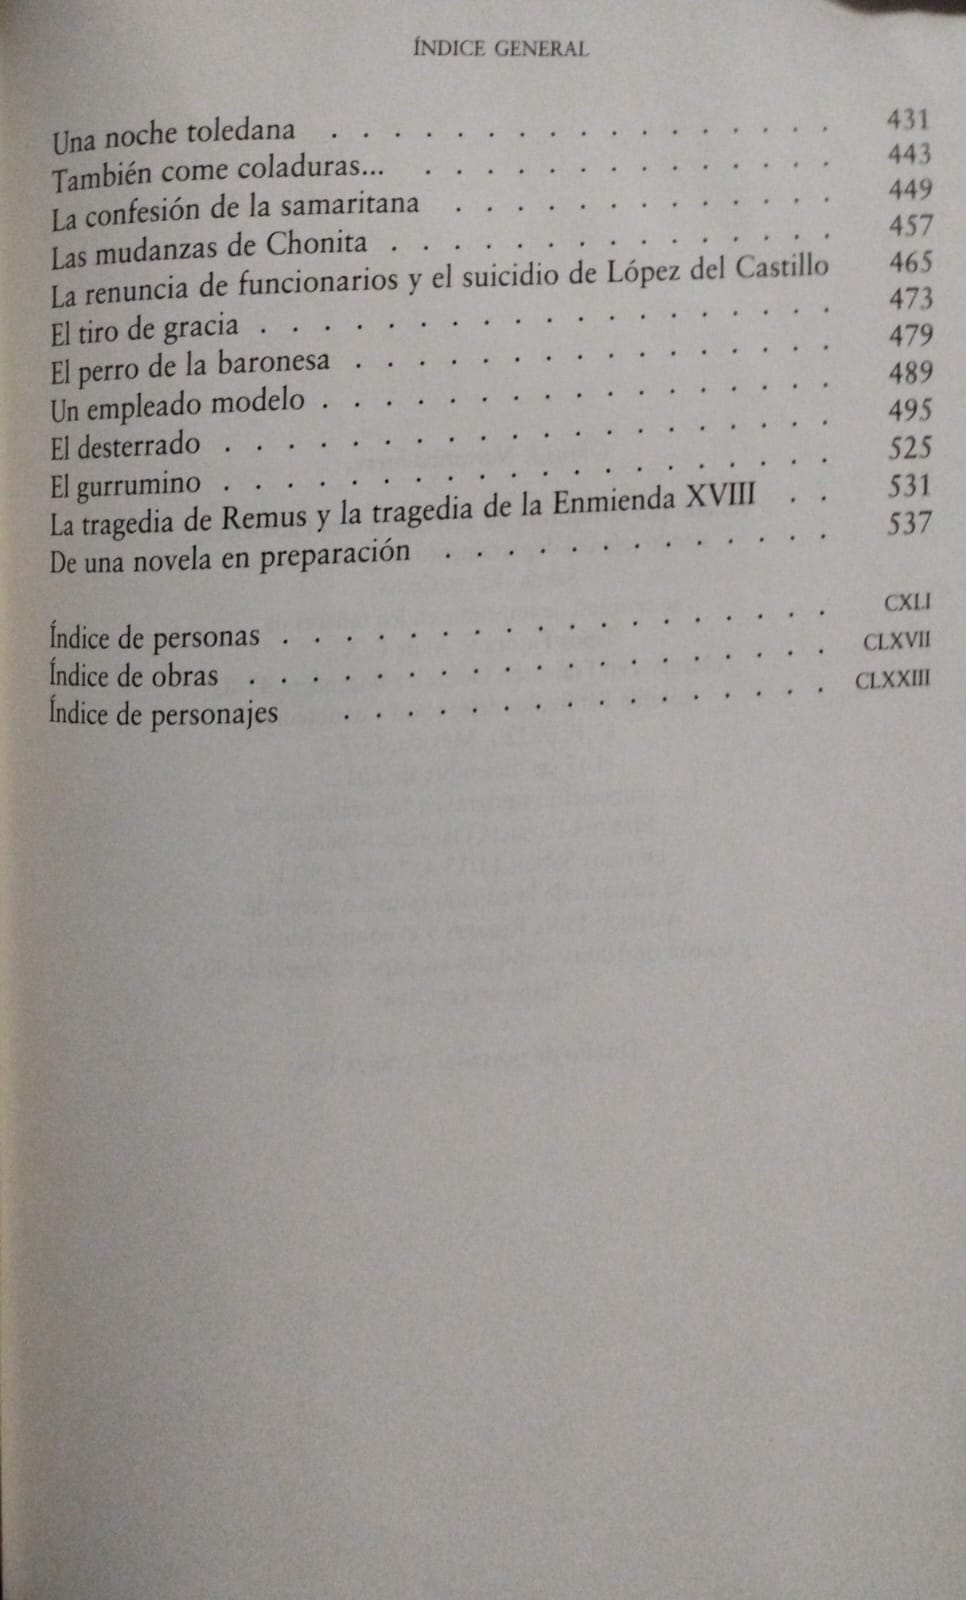 ÍNDICE GENERAL
Una noche toledana . . . . . . . . . . . . . . . . 431
También come coladuras... . . . . . . . . . . . . . . 443
La confesión de la samaritana . . . . . . . . . . . . . 449
Las mudanzas de Chonita . . . . . . . . . . . . . . . 457
La renuncia de funcionarios y el suicidio de López del Castillo 465
El tiro de gracia . . . . . . . . . . . . . . . . . . . 473
El perro de la baronesa . . . . . . . . . . . . . . . . 479
Un empleado modelo . . . . . . . . . . . . . . . . . 489
El desterrado . . . . . . . . . . . . . . . . . . . . 495
El gurrumino . . . . . . . . . . . . . . . . . . . . 525
La tragedia de Remus y la tragedia de la Enmienda XVIII . . 531
De una novela en preparación . . . . . . . . . . . . . 537
Índice de personas . . . . . . . . . . . . . . . . . . CXLI
Índice de obras . . . . . . . . . . . . . . . . . . . CLXVII
Índice de personajes . . . . . . . . . . . . . . . . CLXXIII